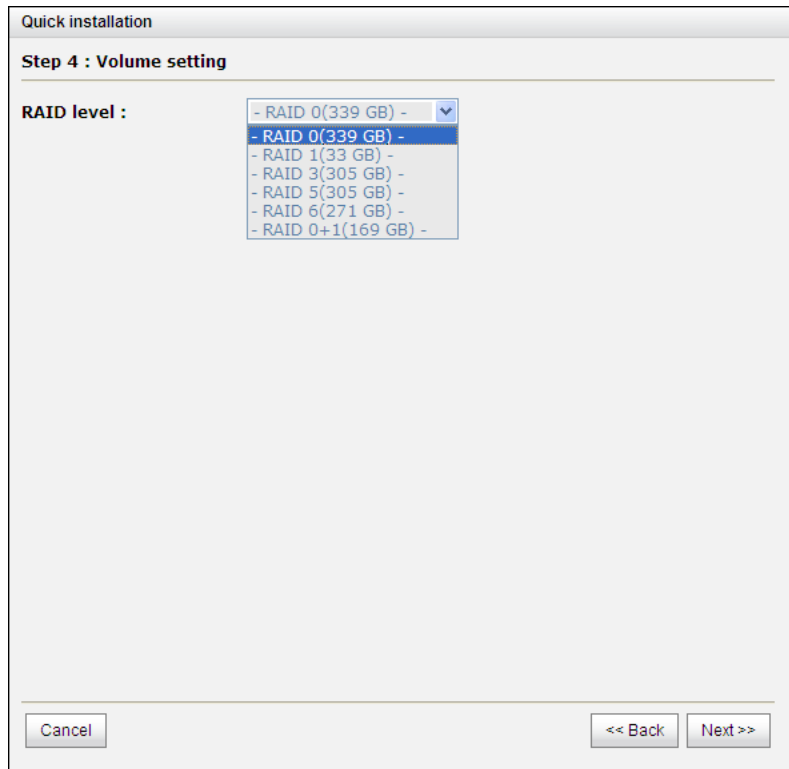 Quick installation
Step 4 : Volume setting
RAID level :
- RAID 0(339 GB) -
- RAID 0(339 GB) -
- RAID 1(33 GB) -
- RAID 3(305 GB) -
- RAID 5(305 GB) -
- RAID 6(271 GB) -
- RAID 0+1(169 GB) -
Cancel
<< Back
Next >>